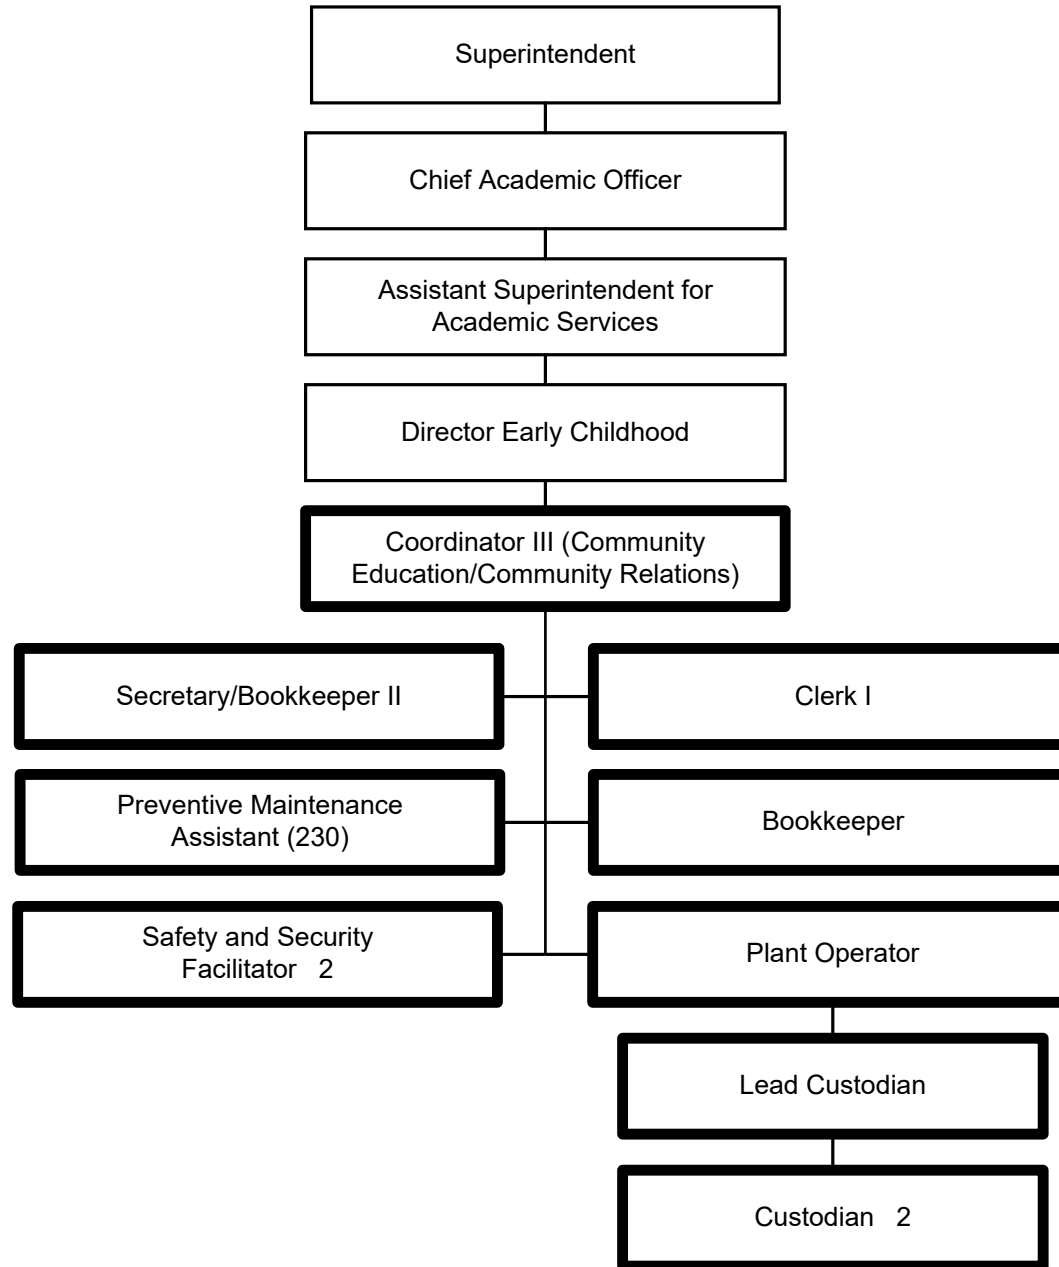 Superintendent
Chief Academic Officer
Assistant Superintendent for
Academic Services
Director Early Childhood
Coordinator III (Community
Education/Community Relations)
Secretary/Bookkeeper II
Clerk I
Preventive Maintenance
Assistant (230)
Bookkeeper
Safety and Security
Facilitator 2
Plant Operator
Lead Custodian
Custodian 2